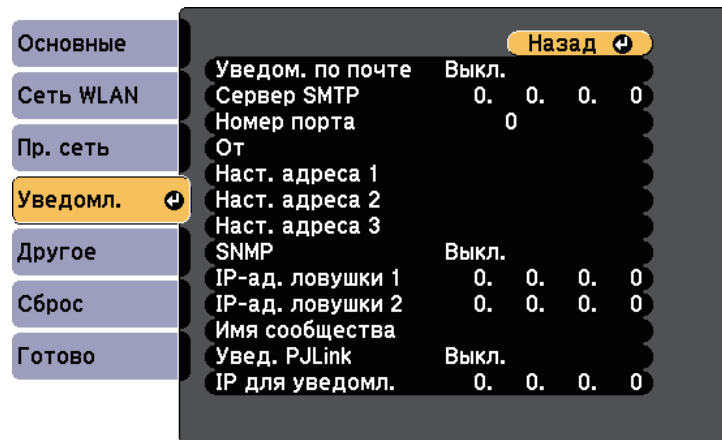 Основные
Сеть WLAN
Пр. сеть
Уведомл.
Другое
Сброс
Готово
Назад
Уведом. по почте Выкл.
Сервер SMTP 0. 0. 0. 0
Номер порта 0
От
Наст. адреса 1
Наст. адреса 2
Наст. адреса 3
SNMP Выкл.
IP-ад. ловушки 1 0. 0. 0. 0
IP-ад. ловушки 2 0. 0. 0. 0
Имя сообщества
Увед. PJLink Выкл.
IP для уведомл. 0. 0. 0. 0